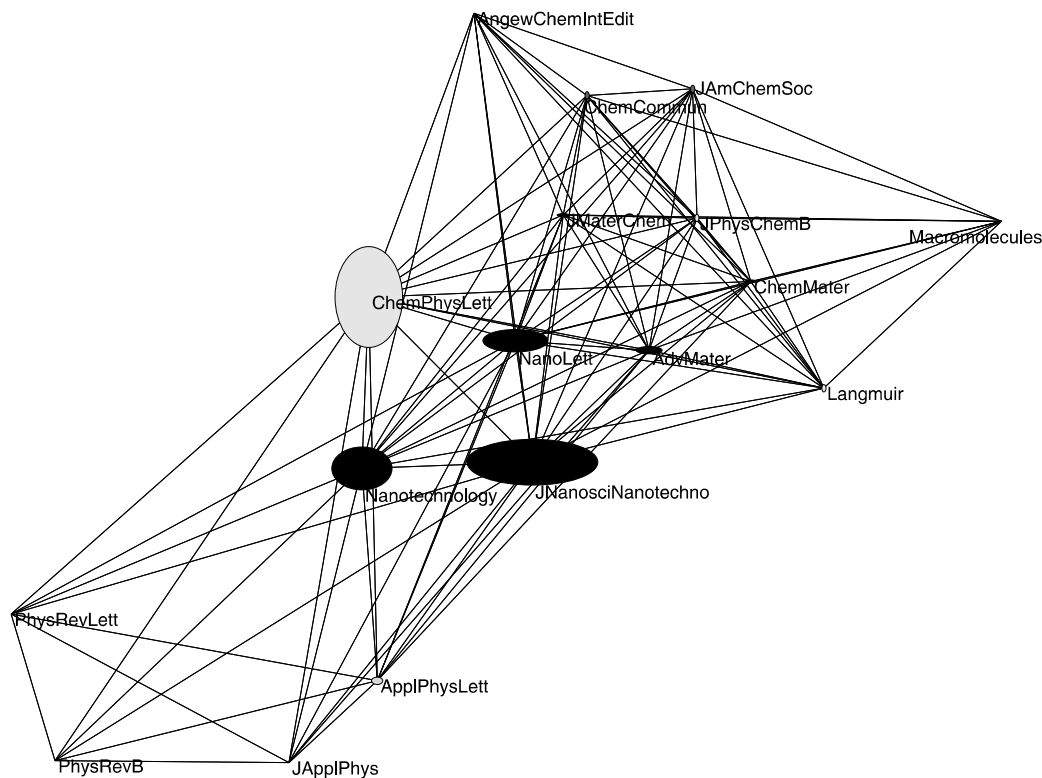 AngewChemIntEdit
JAmChemSoc
ChemCommun
JMaterChem
JPhysChemB
Macromolecules
ChemMater
ChemPhysLett
NanoLett
AdvMater
Langmuir
Nanotechnology
JNanosciNanotechno
PhysRevLett
ApplPhysLett
PhysRevB
JApplPhys